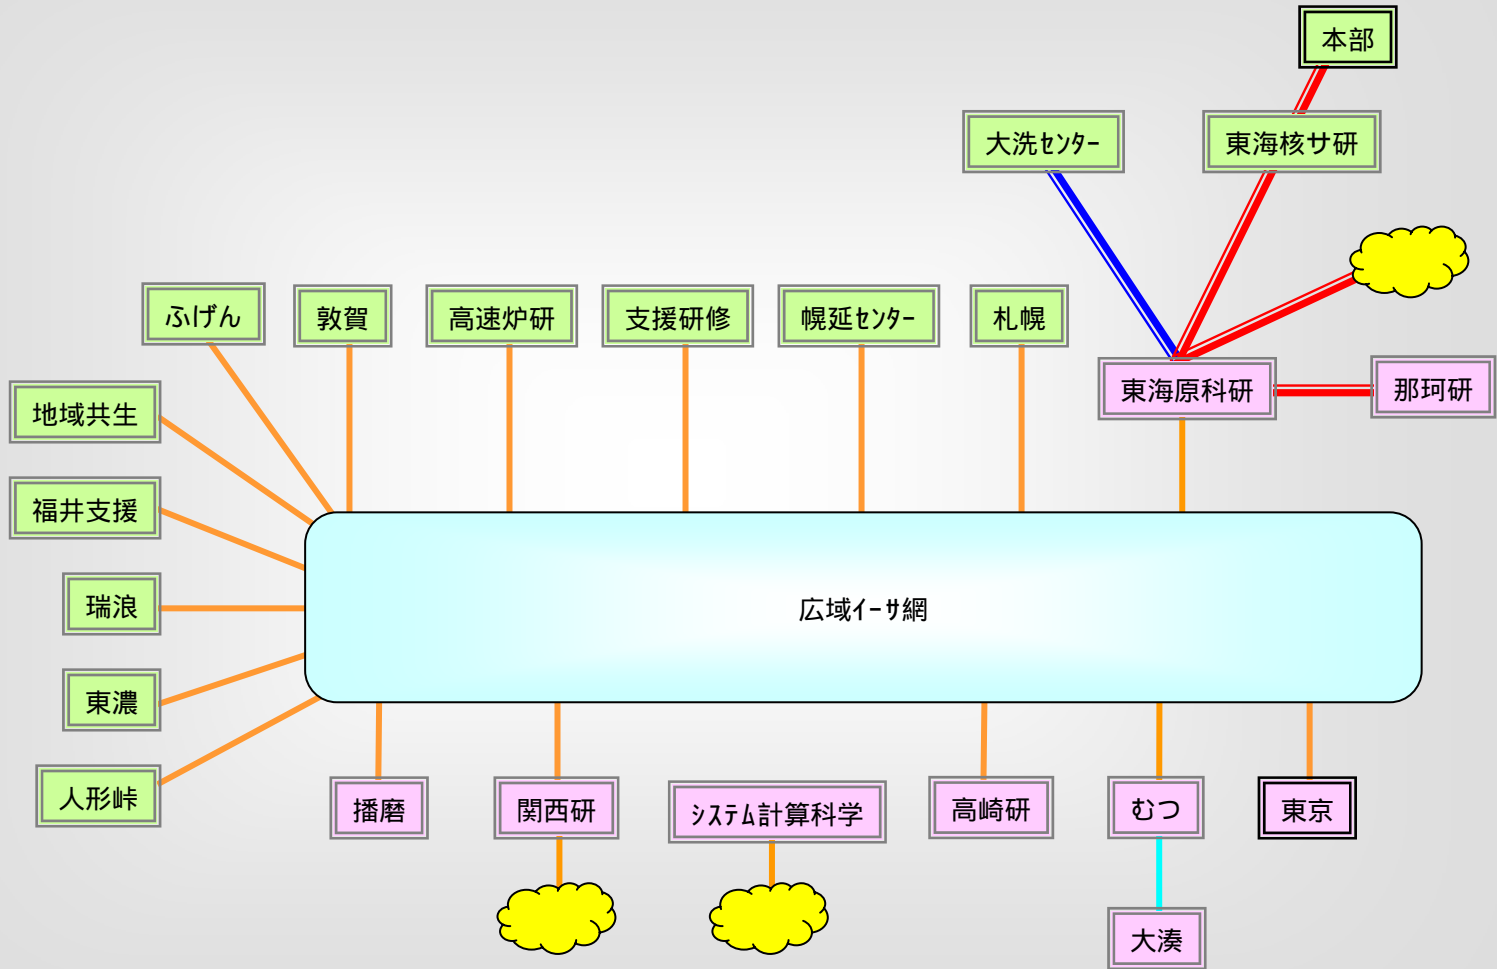 本部
大洗ｾﾝﾀｰ
東海核サ研
ふげん
敦賀
高速炉研
支援研修
幌延ｾﾝﾀｰ
札幌
東海原科研
那珂研
地域共生
福井支援
瑞浪
広域ｲｰｻ網
東濃
人形峠
播磨
関西研
ｼｽﾃﾑ計算科学
高崎研
むつ
東京
大湊